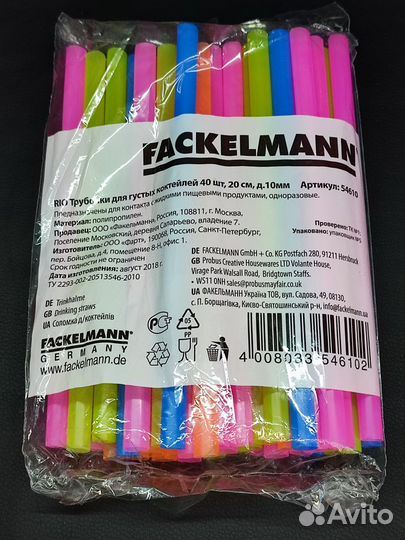 FACKELMANN
RIO Трубочки для густых коктейлей 40 шт, 20 см, д.10мм Артикул: 54610
Предназначены для контакта с жидкими пищевыми продуктами, одноразовые.
Материал: полипропилен.
Продавец: ООО «Факельманн», Россия, 108811, г. Москва,
Поселение Московский, деревня Саларьево, владение 7.
Изготовитель: ООО «Фарт», 190068, Россия, Санкт-Петербург,
пер. Бойцова, д.4, помещение 8-Н, офис 1.
Срок годности не ограничен
Дата изготовления: август 2018 г.
ТУ 2293-002-20513546-2010
Проверено:
Упаковано:
DE Trinkhalme
GB Drinking straws
UA Соломка д/коктейлю
DE FACKELMANN GmbH + Co. KG Postfach 280, 91211 Hersbruck
GB Probus Creative Housewares LTD Volante House,
Virage Park Walsall Road, Bridgtown Staffs.
WS11 0NH sales@probusmayfair.co.uk
UA ФАКЕЛЬМАНН Україна ТОВ, вул. Садова, 49, 08130,
с. П. Борщагівка, Києво-Святошинський р-н, info@fackelmann.ua
FACKELMANN
GERMANY
www.fackelmann.de
05
PP
4 008033 546102
Avito